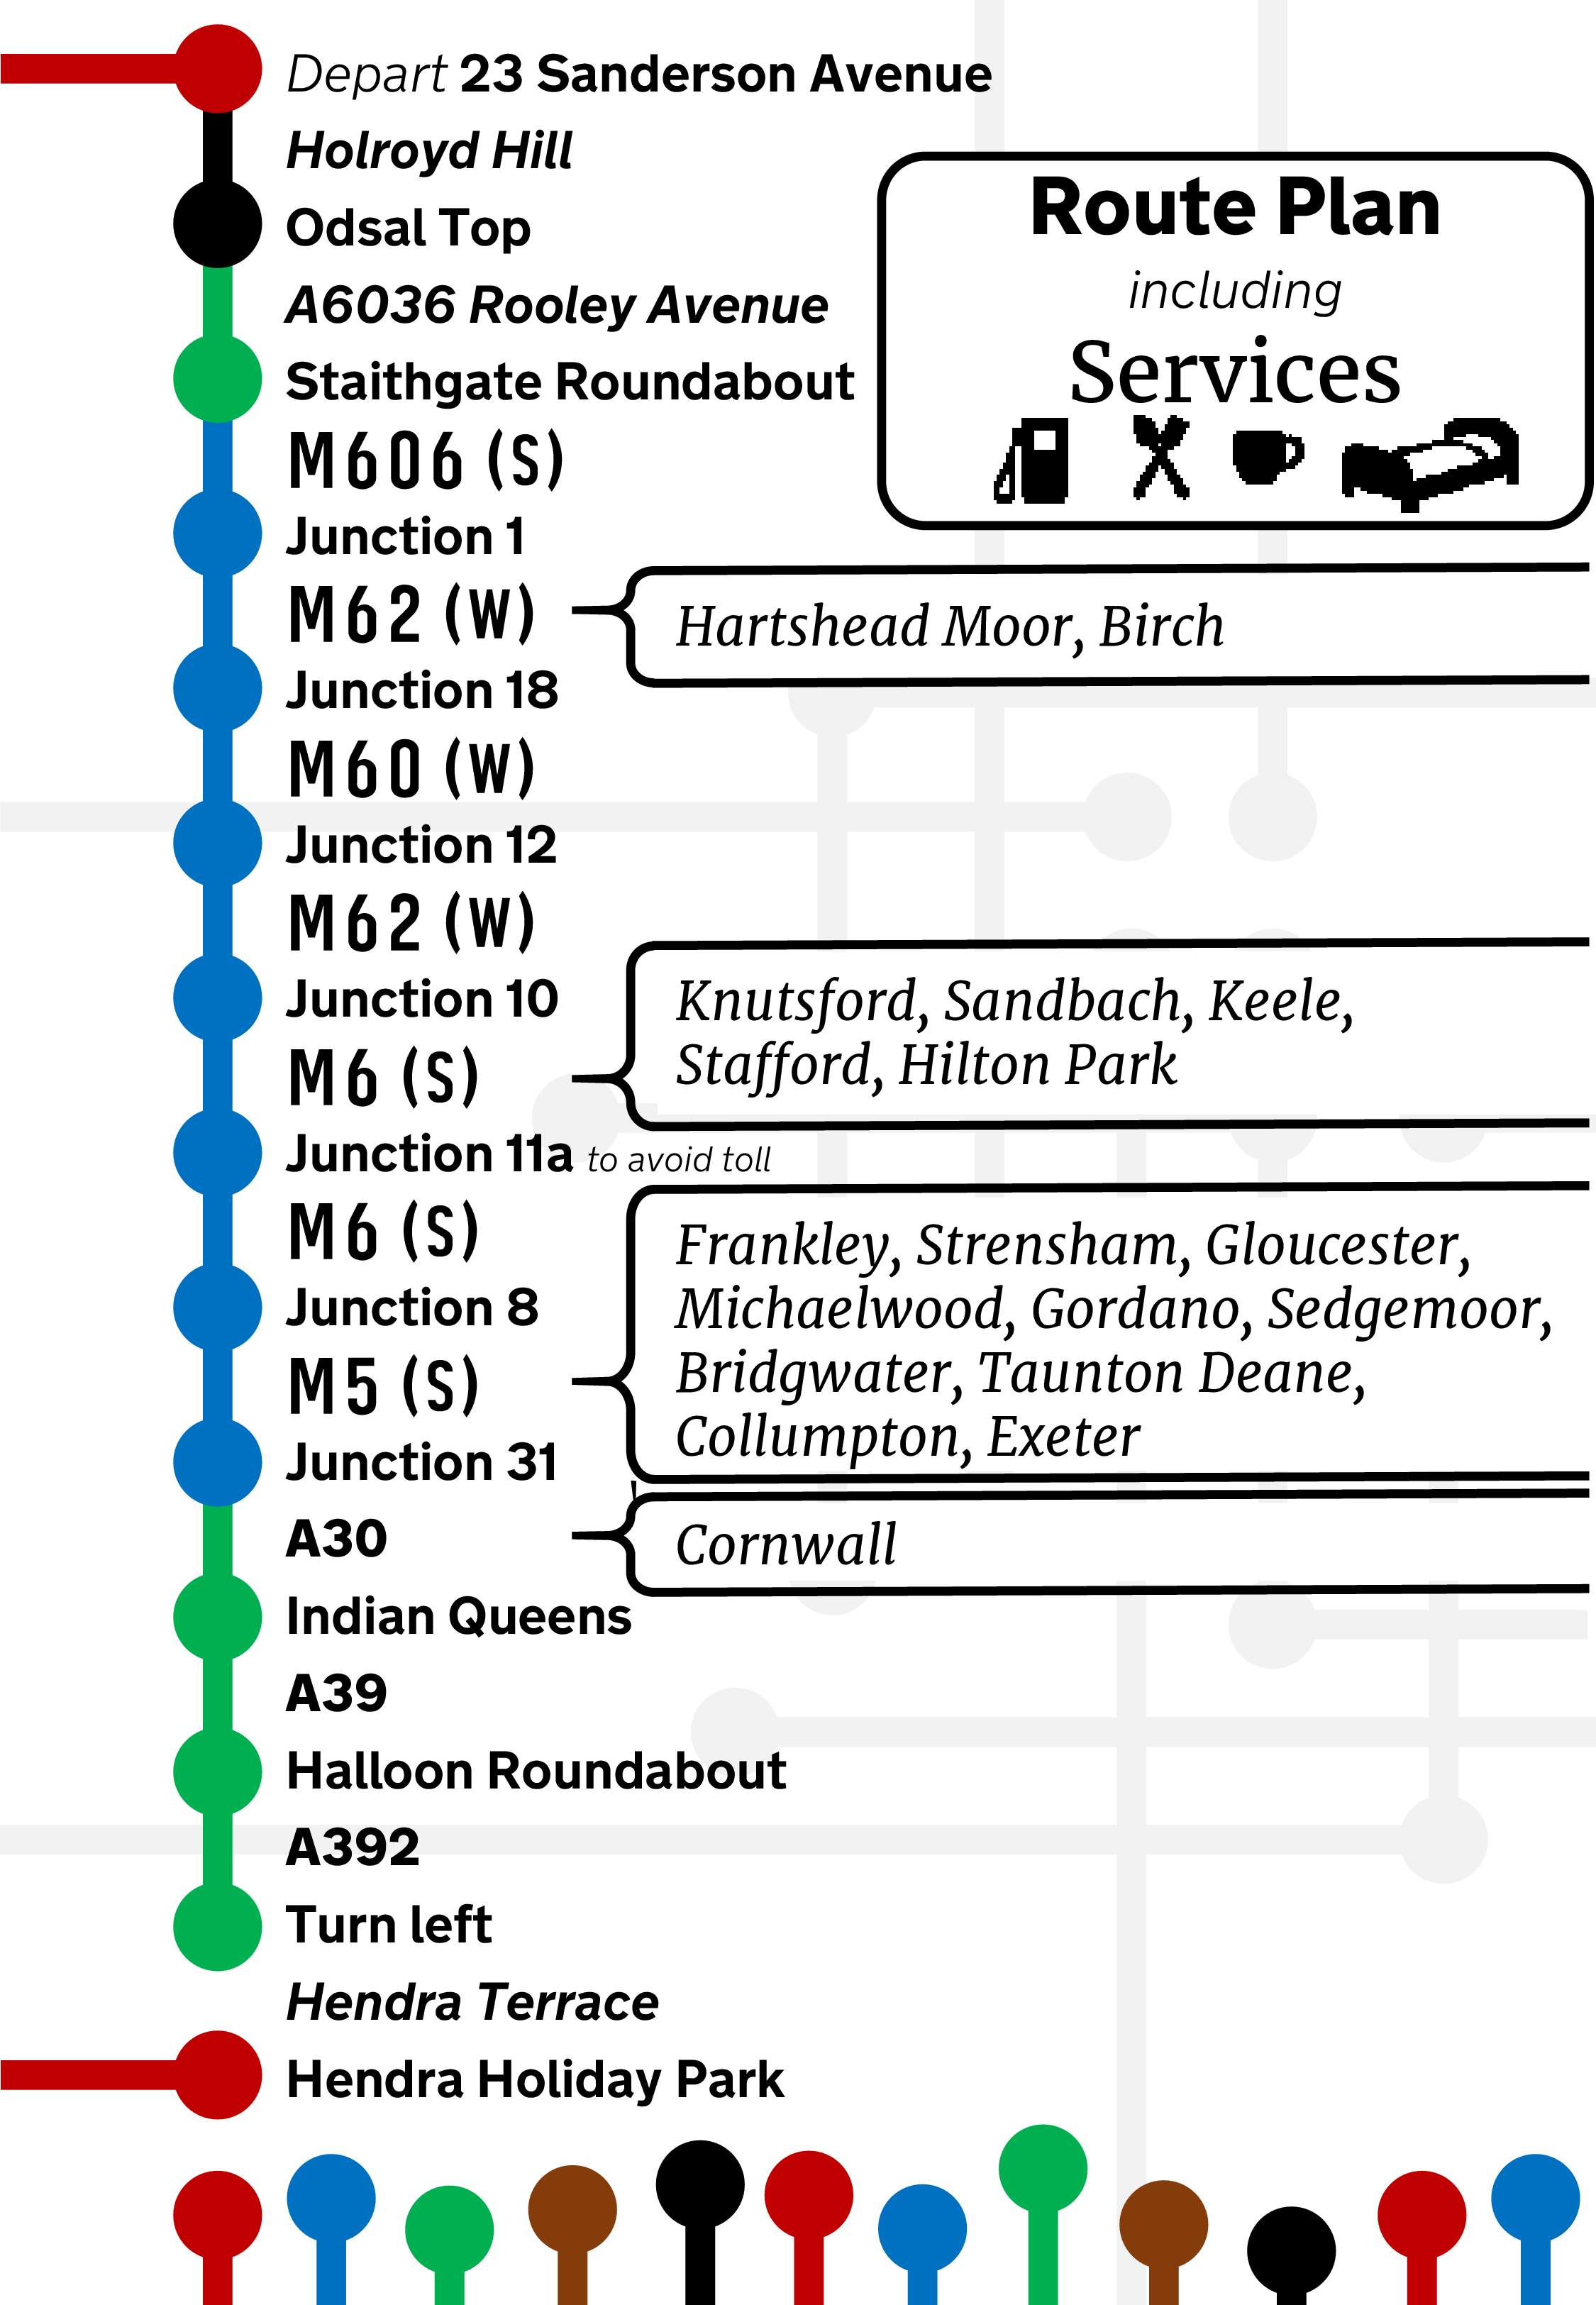 Depart 23 Sanderson Avenue
Holroyd Hill
Odsal Top
A6036 Rooley Avenue
Staithgate Roundabout
Route Plan
including
Services
M606 (S)
Junction 1
M62 (W)
Hartshead Moor, Birch
Junction 18
M60 (W)
Junction 12
M62 (W)
Junction 10
M6 (S)
Knutsford, Sandbach, Keele,
Stafford, Hilton Park
Junction 11a to avoid toll
M6 (S)
Junction 8
M5 (S)
Frankley, Strensham, Gloucester,
Michaelwood, Gordano, Sedgemoor,
Bridgwater, Taunton Deane,
Collumpton, Exeter
Junction 31
A30
Cornwall
Indian Queens
A39
Halloon Roundabout
A392
Turn left
Hendra Terrace
Hendra Holiday Park